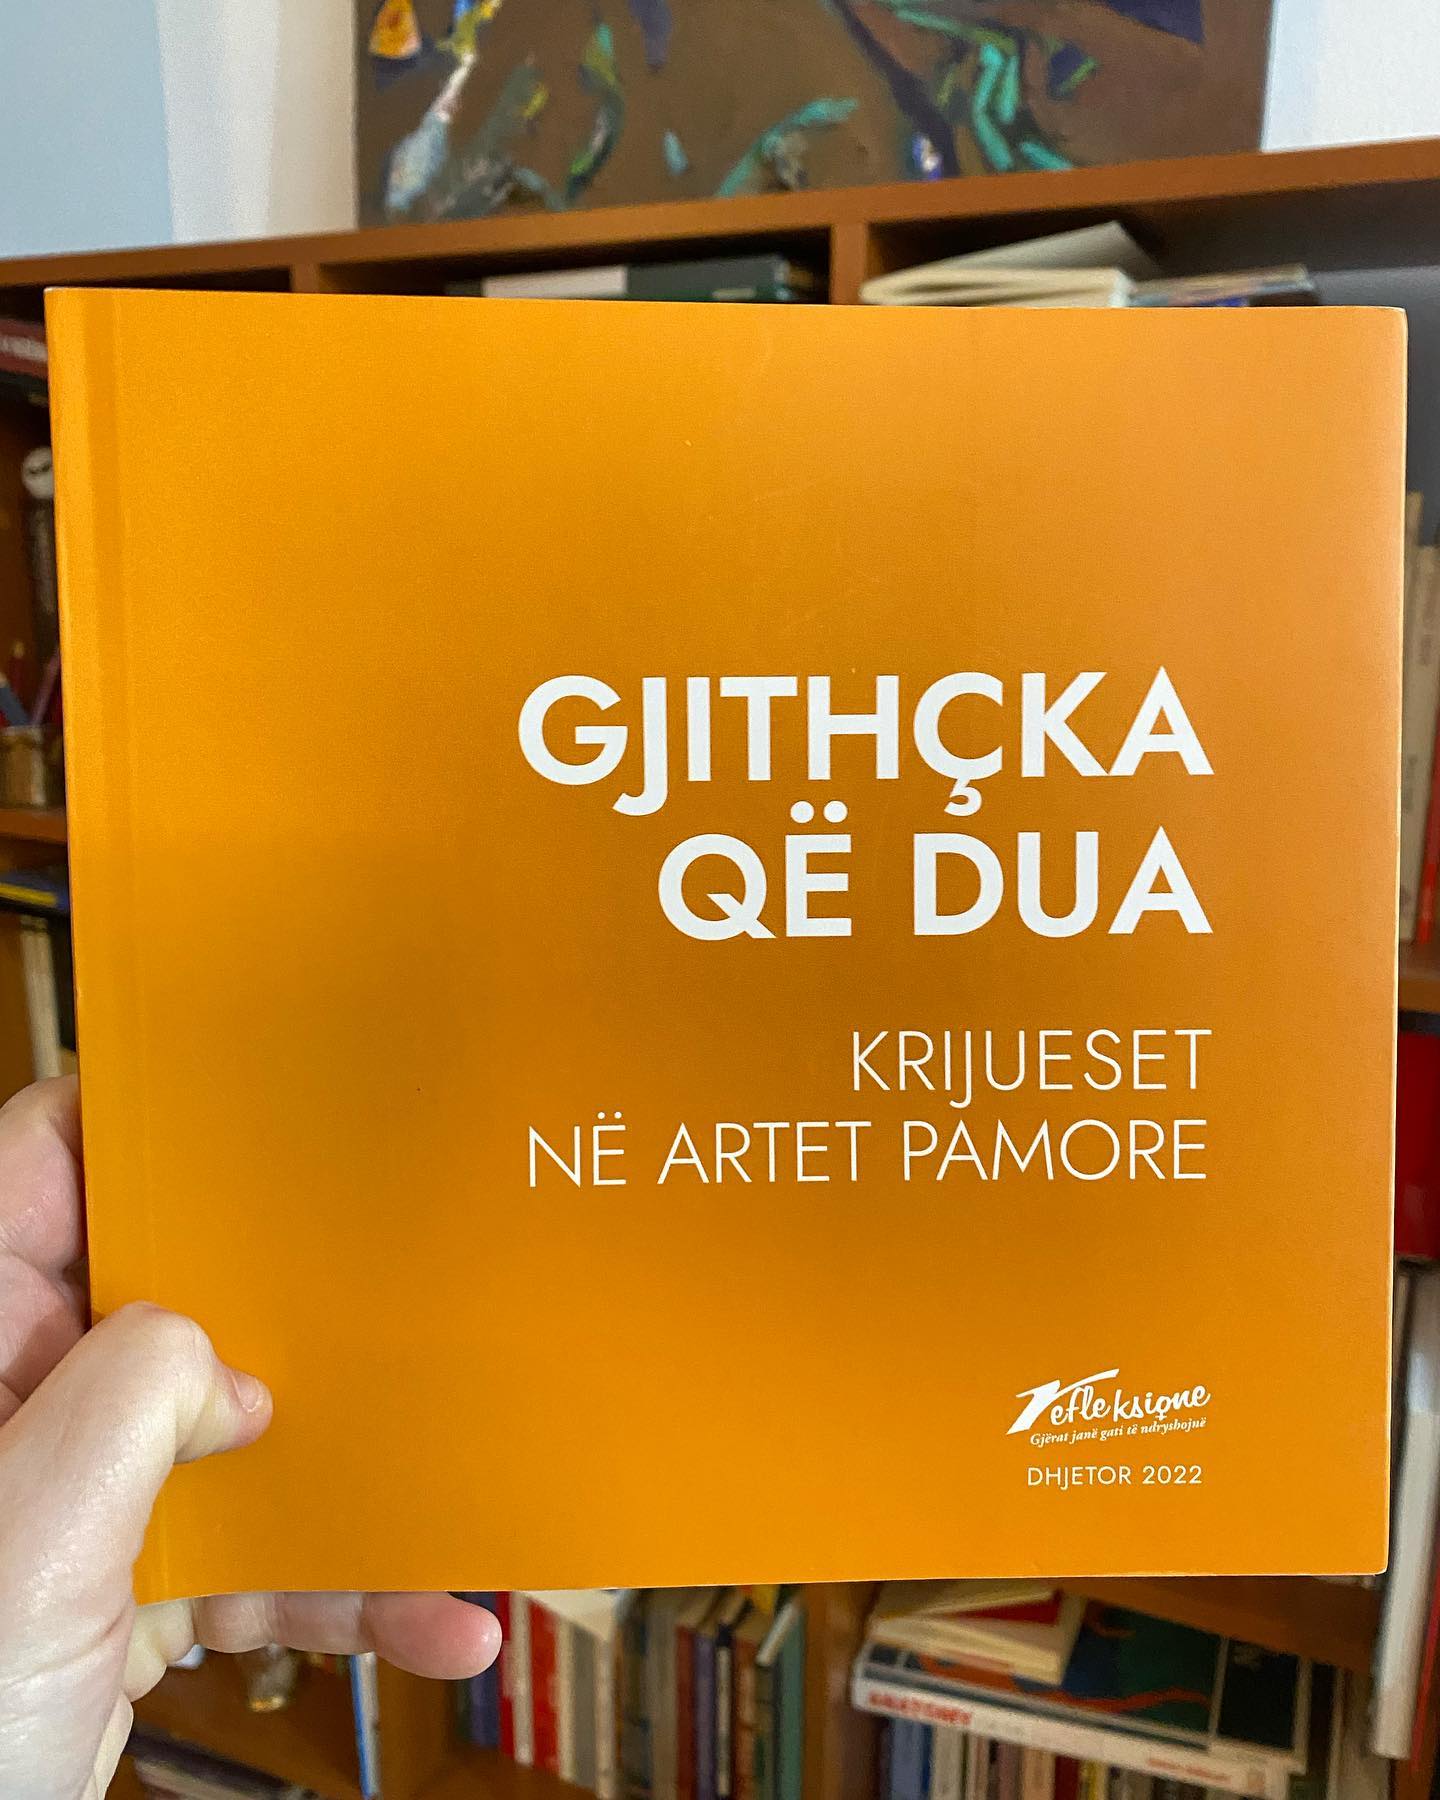 GJITHÇKA
QË DUA
KRIJUESET
NË ARTET PAMORE
refleksione
Gjërat janë gati të ndryshojnë
DHJETOR 2022